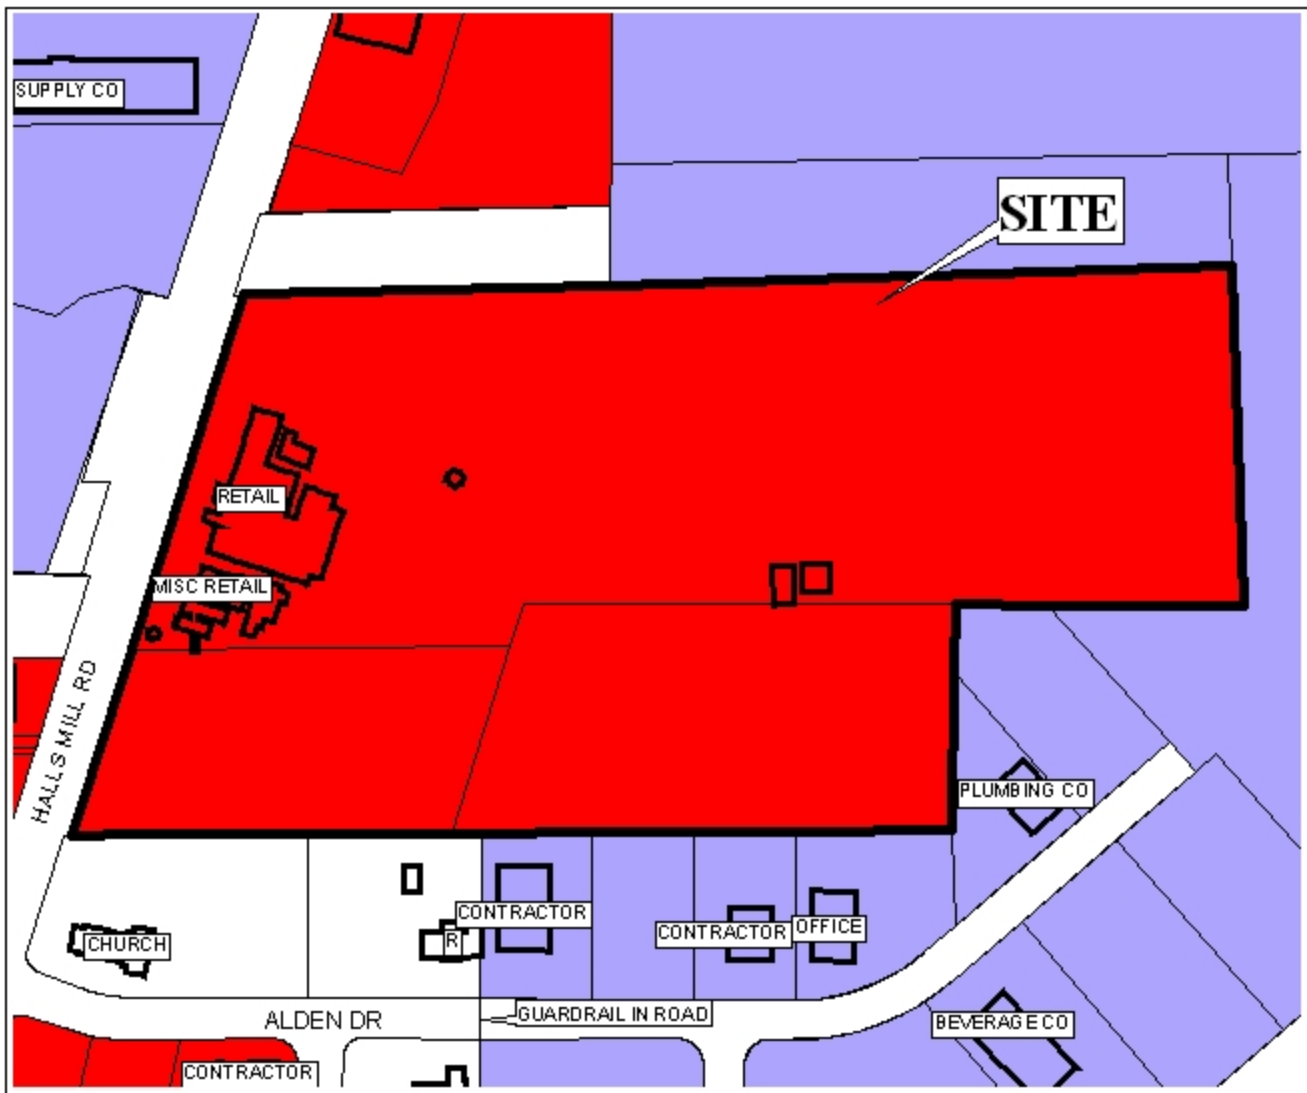 SUPPLY CO
SITE
RETAIL
MISC RETAIL
HALLS MILL RD
PLUMBING CO
CONTRACTOR
CONTRACTOR
OFFICE
CHURCH
R
GUARDRAIL IN ROAD
ALDEN DR
BEVERAGE CO
CONTRACTOR